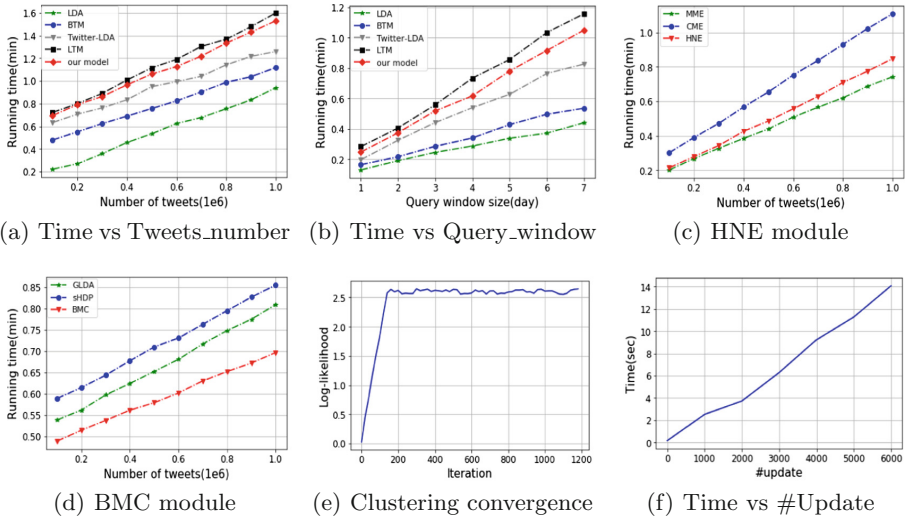 1.6
1.4
1.2
1.0
0.8
0.6
0.4
0.2
Running time(min)
LDA
BTM
Twitter-LDA
LTM
our model
0.2 0.4 0.6 0.8 1.0
Number of tweets(1e6)
(a) Time vs Tweets_number
1.2
1.0
0.8
0.6
0.4
0.2
Running time(min)
LDA
BTM
Twitter-LDA
LTM
our model
1 2 3 4 5 6 7
Query window size(day)
(b) Time vs Query_window
1.0
0.8
0.6
0.4
0.2
Running time(min)
MME
CME
HNE
0.2 0.4 0.6 0.8 1.0
Number of tweets(1e6)
(c) HNE module
0.85
0.80
0.75
0.70
0.65
0.60
0.55
0.50
Running time(min)
GLDA
sHDP
BMC
0.2 0.4 0.6 0.8 1.0
Number of tweets(1e6)
(d) BMC module
2.5
2.0
1.5
1.0
0.5
0.0
Log-likelihood
0 200 400 600 800 1000 1200
Iteration
(e) Clustering convergence
14
12
10
8
6
4
2
0
Time(sec)
0 1000 2000 3000 4000 5000 6000
#update
(f) Time vs #Update